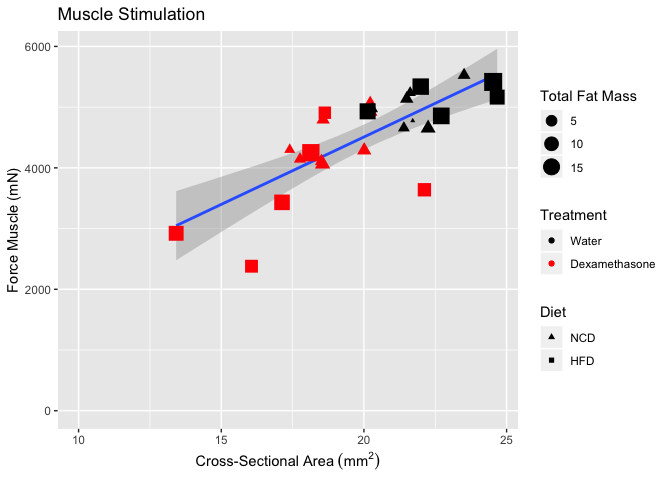 Muscle Stimulation
6000
4000
2000
0
Force Muscle (mN)
10
15
20
25
Cross-Sectional Area (mm²)
Total Fat Mass
5
10
15
Treatment
Water
Dexamethasone
Diet
NCD
HFD